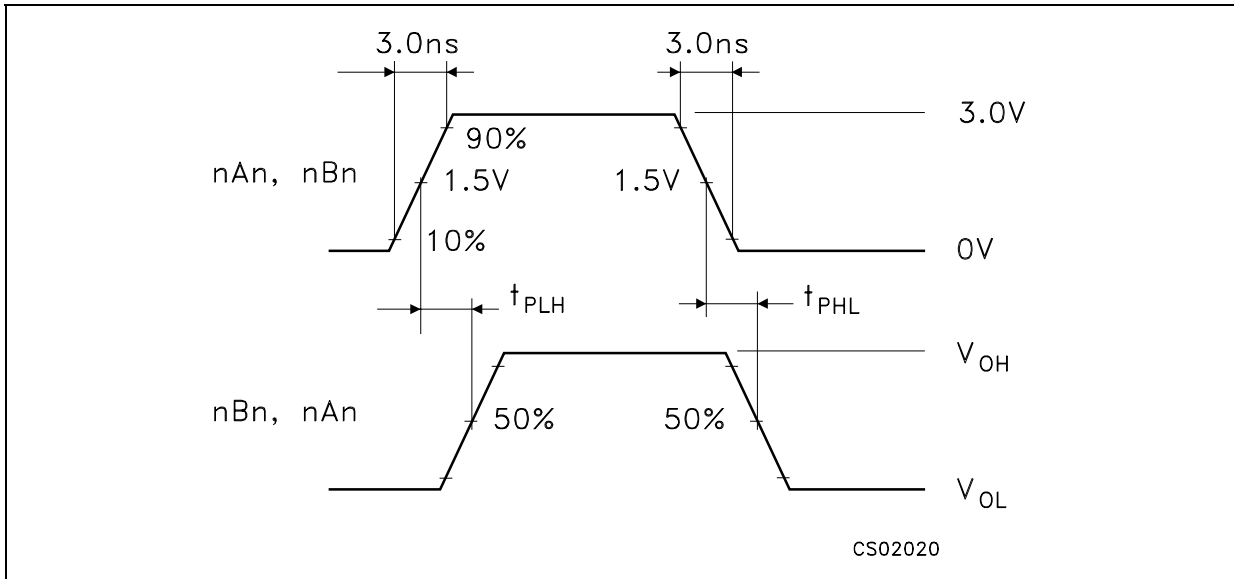 3.0ns 3.0ns
3.0V
90%
nAn, nBn 1.5V 1.5V
10%
0V
tPLH tPHL
VOH
nBn, nAn 50% 50%
VOL
CS02020